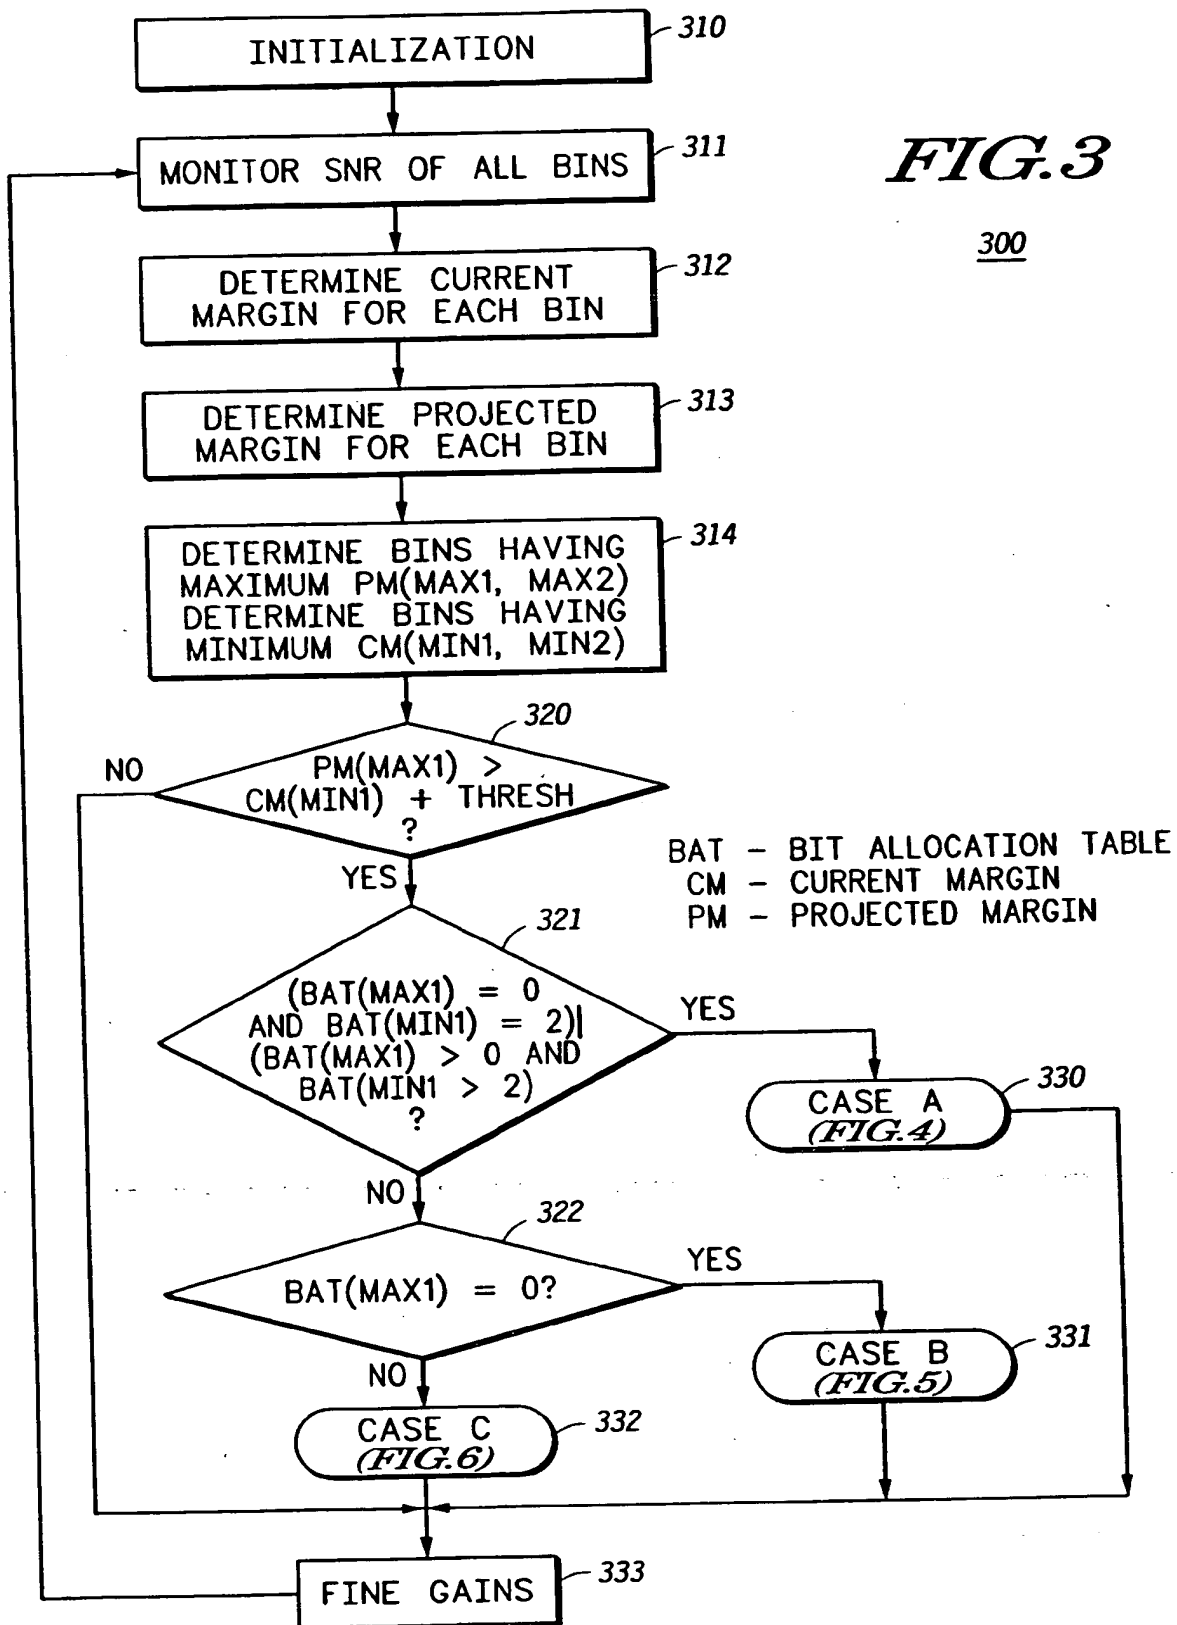 INITIALIZATION
310
MONITOR SNR OF ALL BINS
311
FIG.3
300
DETERMINE CURRENT
MARGIN FOR EACH BIN
312
DETERMINE PROJECTED
MARGIN FOR EACH BIN
313
DETERMINE BINS HAVING
MAXIMUM PM(MAX1, MAX2)
DETERMINE BINS HAVING
MINIMUM CM(MIN1, MIN2)
314
320
NO
PM(MAX1) >
CM(MIN1) + THRESH
?
YES
BAT - BIT ALLOCATION TABLE
CM - CURRENT MARGIN
PM - PROJECTED MARGIN
321
(BAT(MAX1) = 0
AND BAT(MIN1) = 2)|
(BAT(MAX1) > 0 AND
BAT(MIN1 > 2)
?
YES
CASE A
(FIG.4)
330
NO
322
BAT(MAX1) = 0?
YES
CASE B
(FIG.5)
331
NO
CASE C
(FIG.6)
332
FINE GAINS
333